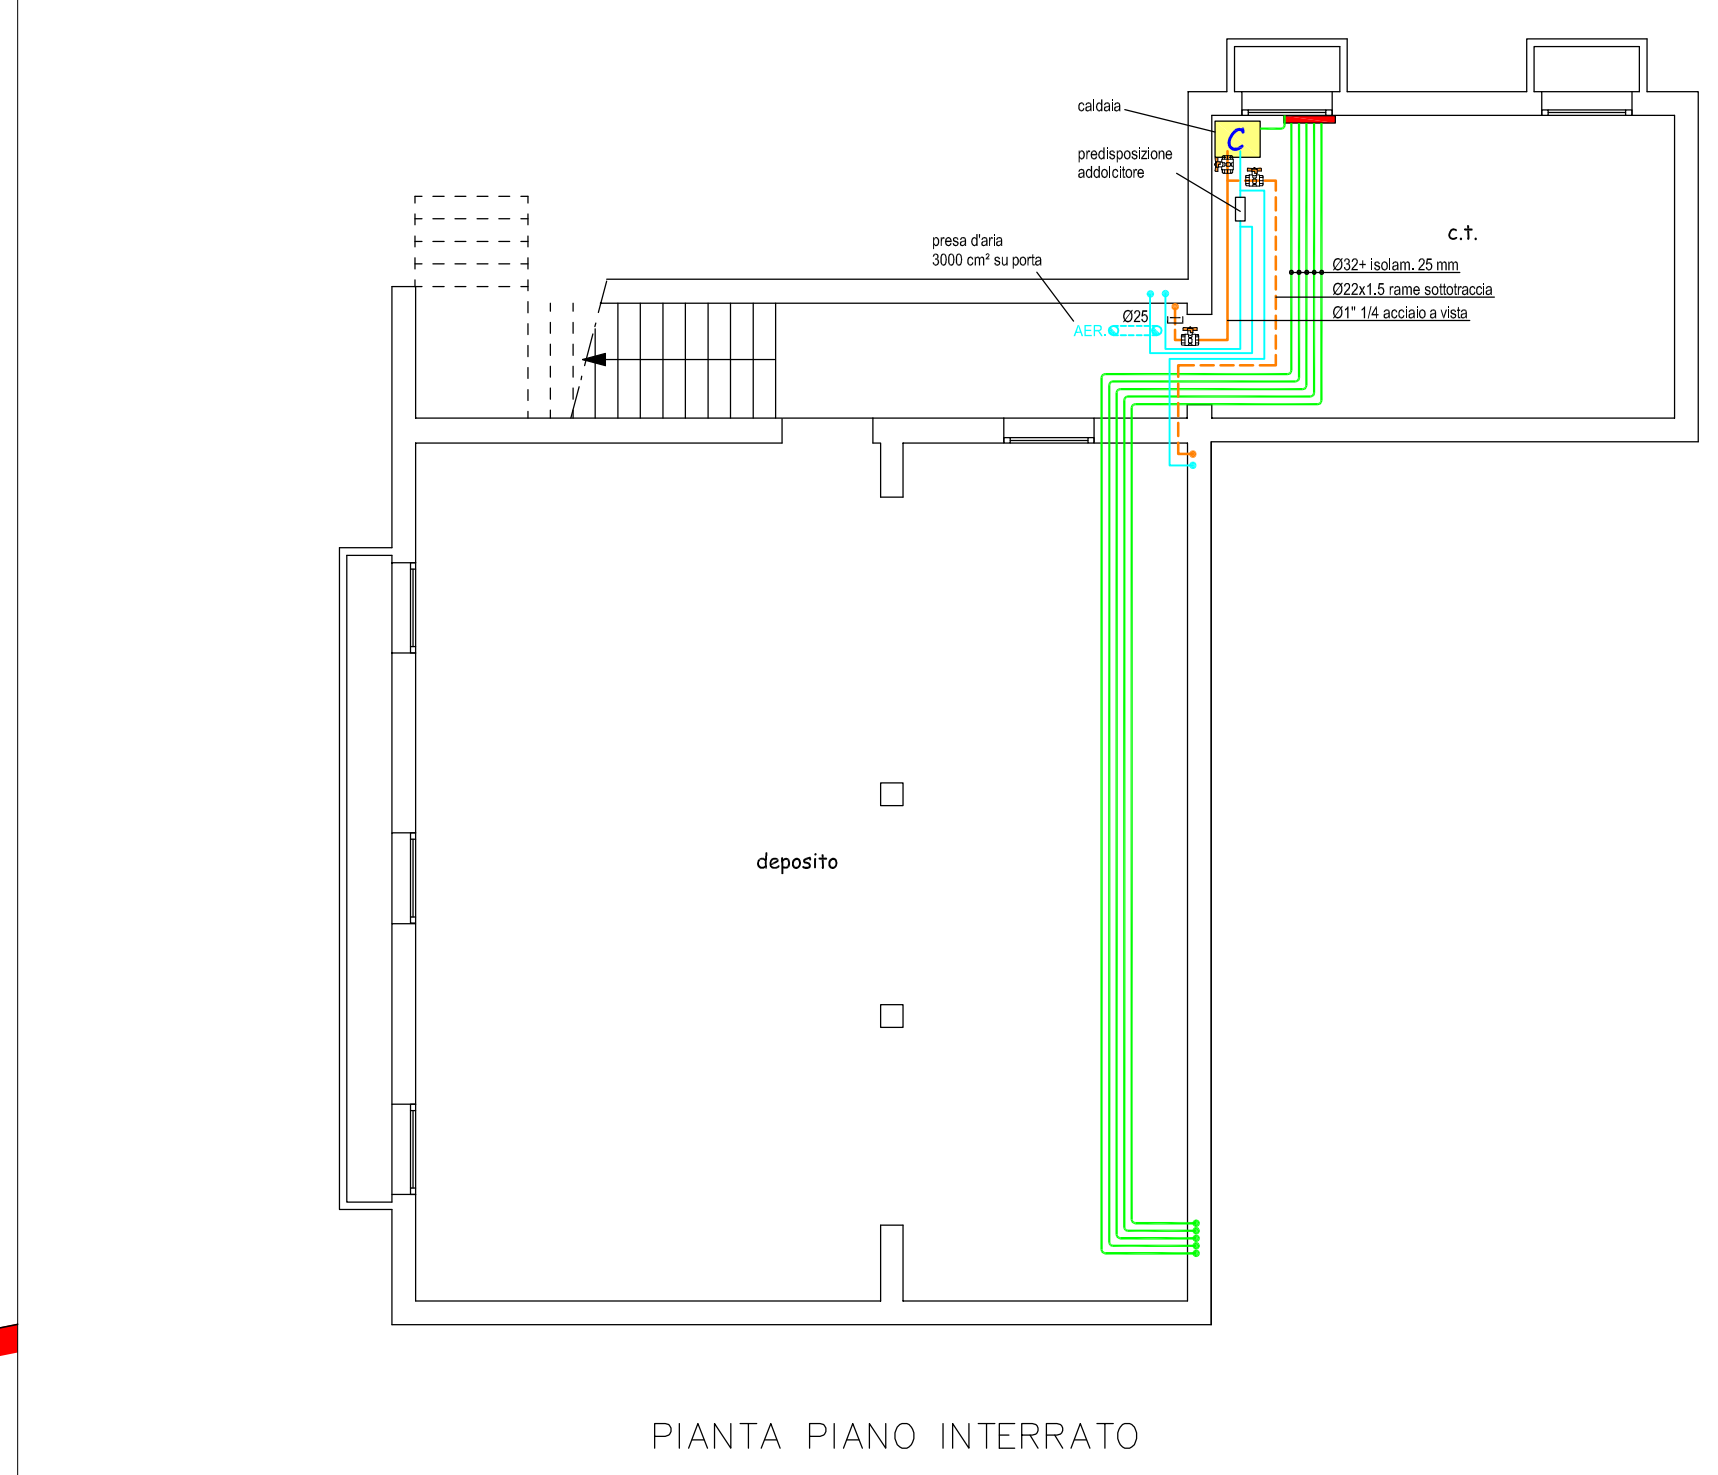 caldaia
C
predisposizione
addolcitore
presa d'aria
3000 cm² su porta
c.t.
Ø32+ isolam. 25 mm
Ø22x1.5 rame sottotraccia
Ø1" 1/4 acciaio a vista
Ø25
AER.
deposito
PIANTA PIANO INTERRATO